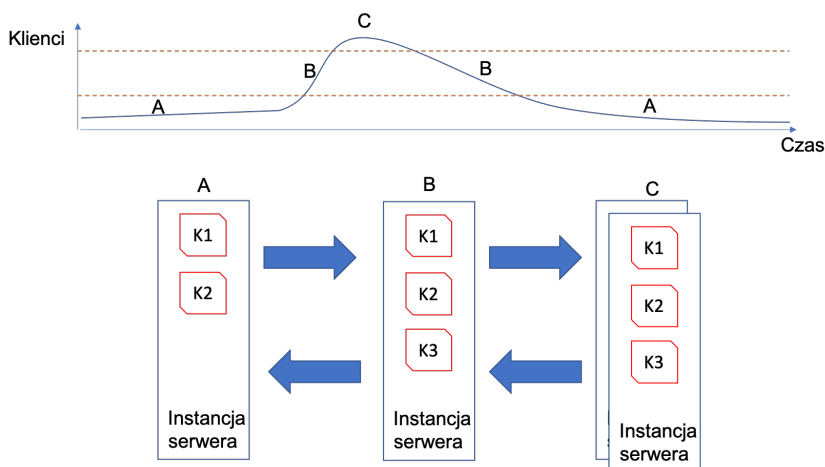 C
Klienci
B
B
A
A
Czas
A
B
C
K1
K1
K1
K2
K2
K2
K3
K3
Instancja
serwera
Instancja
serwera
Instancja
serwera